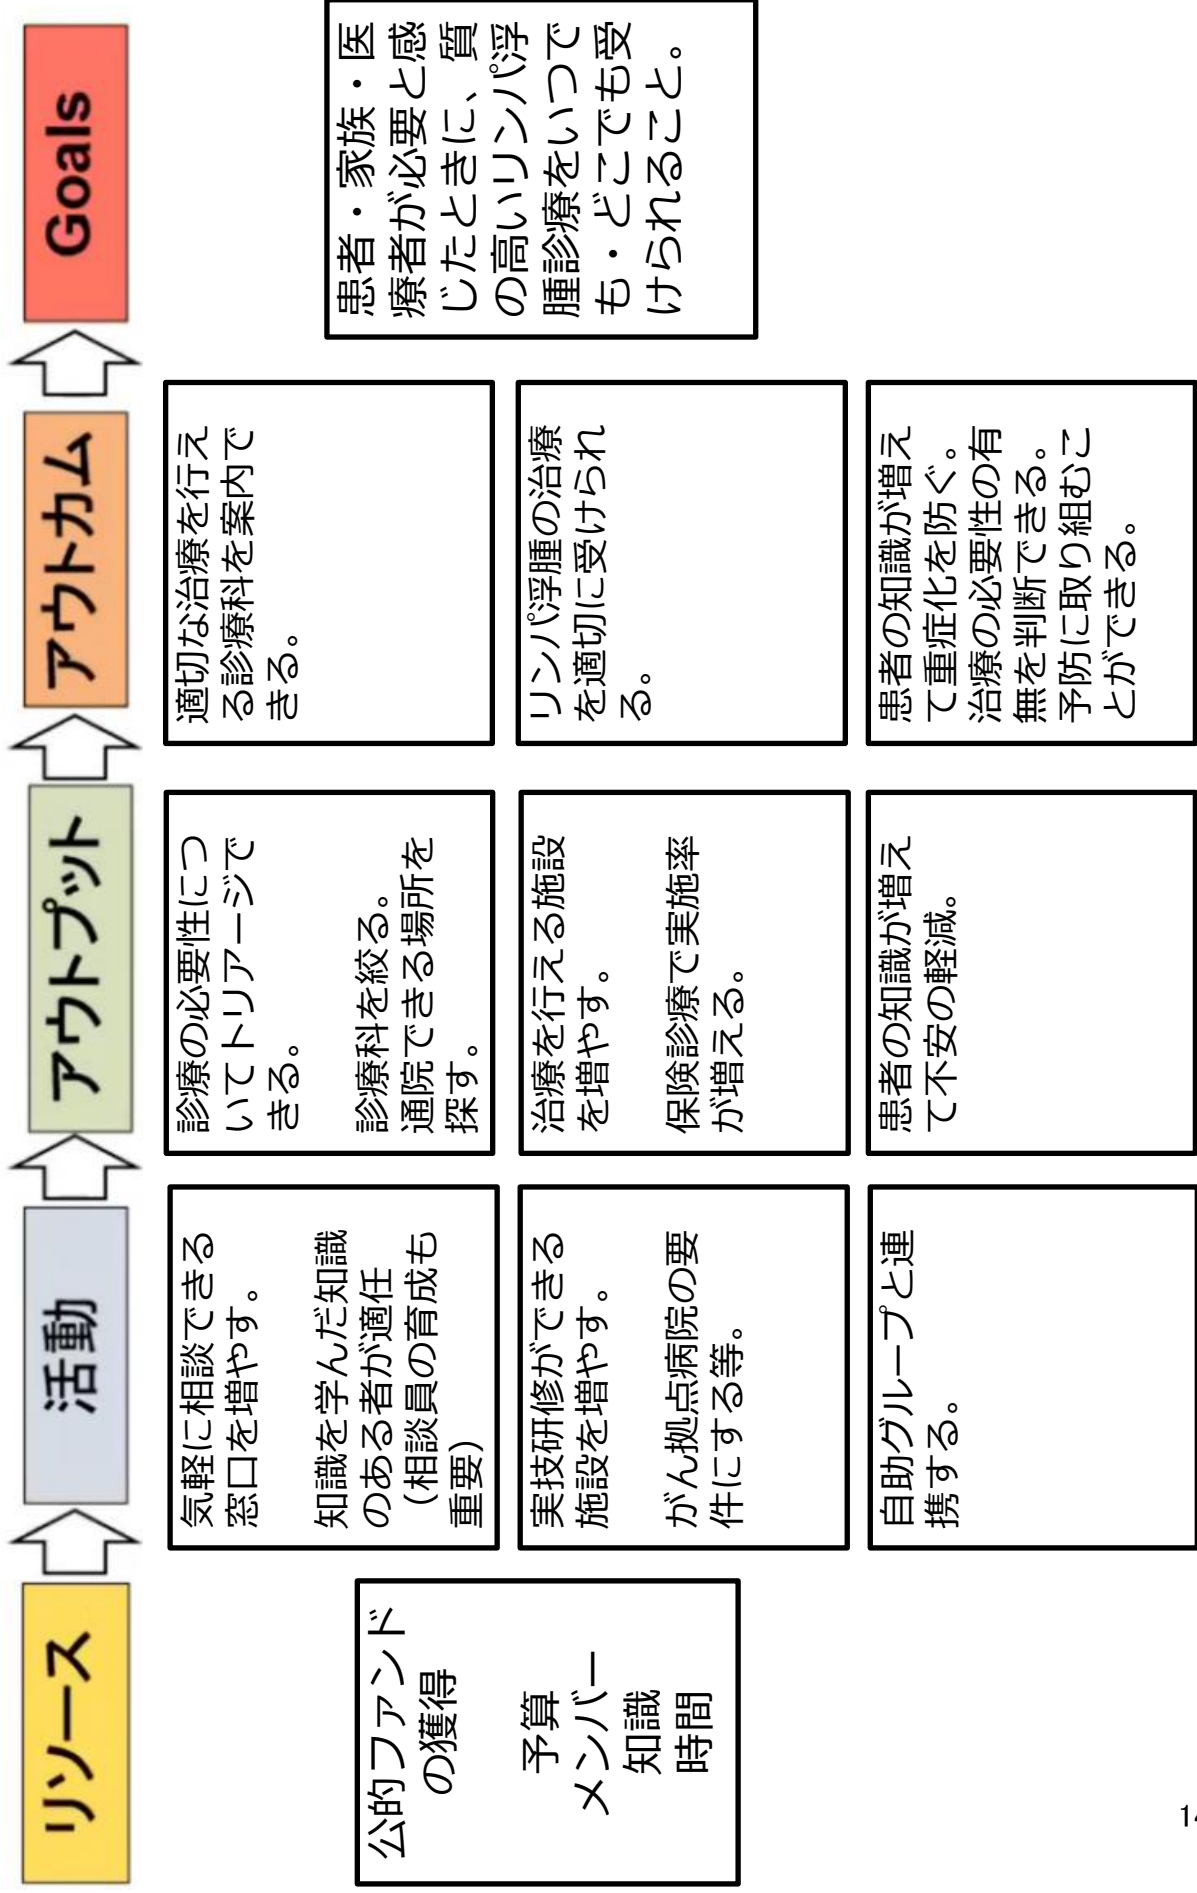 リソース
活動
アウトプット
アウトカム
Goals
公的ファンド
の獲得
予算
メンバー
知識
時間
気軽に相談できる
窓口を増やす。
知識を学んだ知識
のある者が適任
（相談員の育成も
重要）
診療の必要性につ
いてトリアージで
きる。
診療科を絞る。
通院できる場所を
探す。
適切な治療を行え
る診療科を案内で
きる。
患者・家族・医
療者が必要と感
じたときに、質
の高いリンパ浮
腫診療をいつで
も・どこでも受
けられること。
実技研修ができる
施設を増やす。
がん拠点病院の要
件にする等。
治療を行える施設
を増やす。
保険診療で実施率
が増える。
リンパ浮腫の治療
を適切に受けられ
る。
自助グループと連
携する。
患者の知識が増え
て不安の軽減。
患者の知識が増え
て重症化を防ぐ。
治療の必要性の有
無を判断できる。
予防に取り組むこ
とができる。